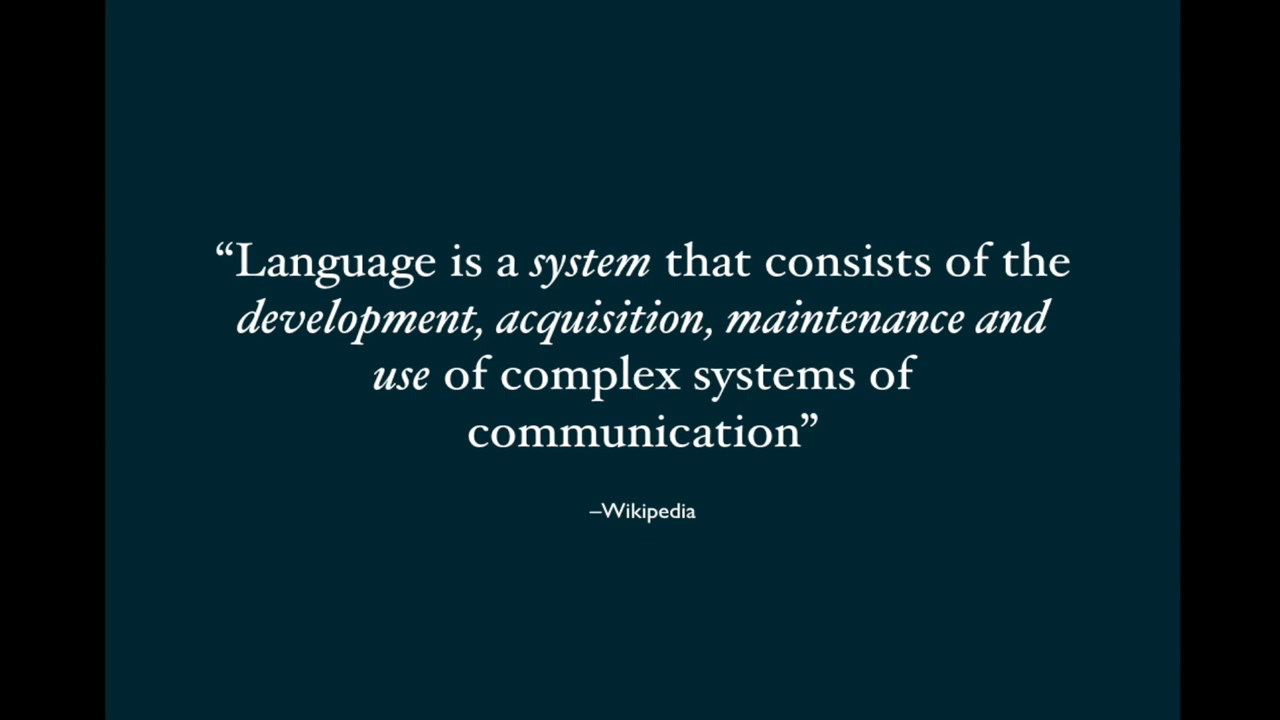 “Language is a system that consists of the
development, acquisition, maintenance and
use of complex systems of
communication”
–Wikipedia